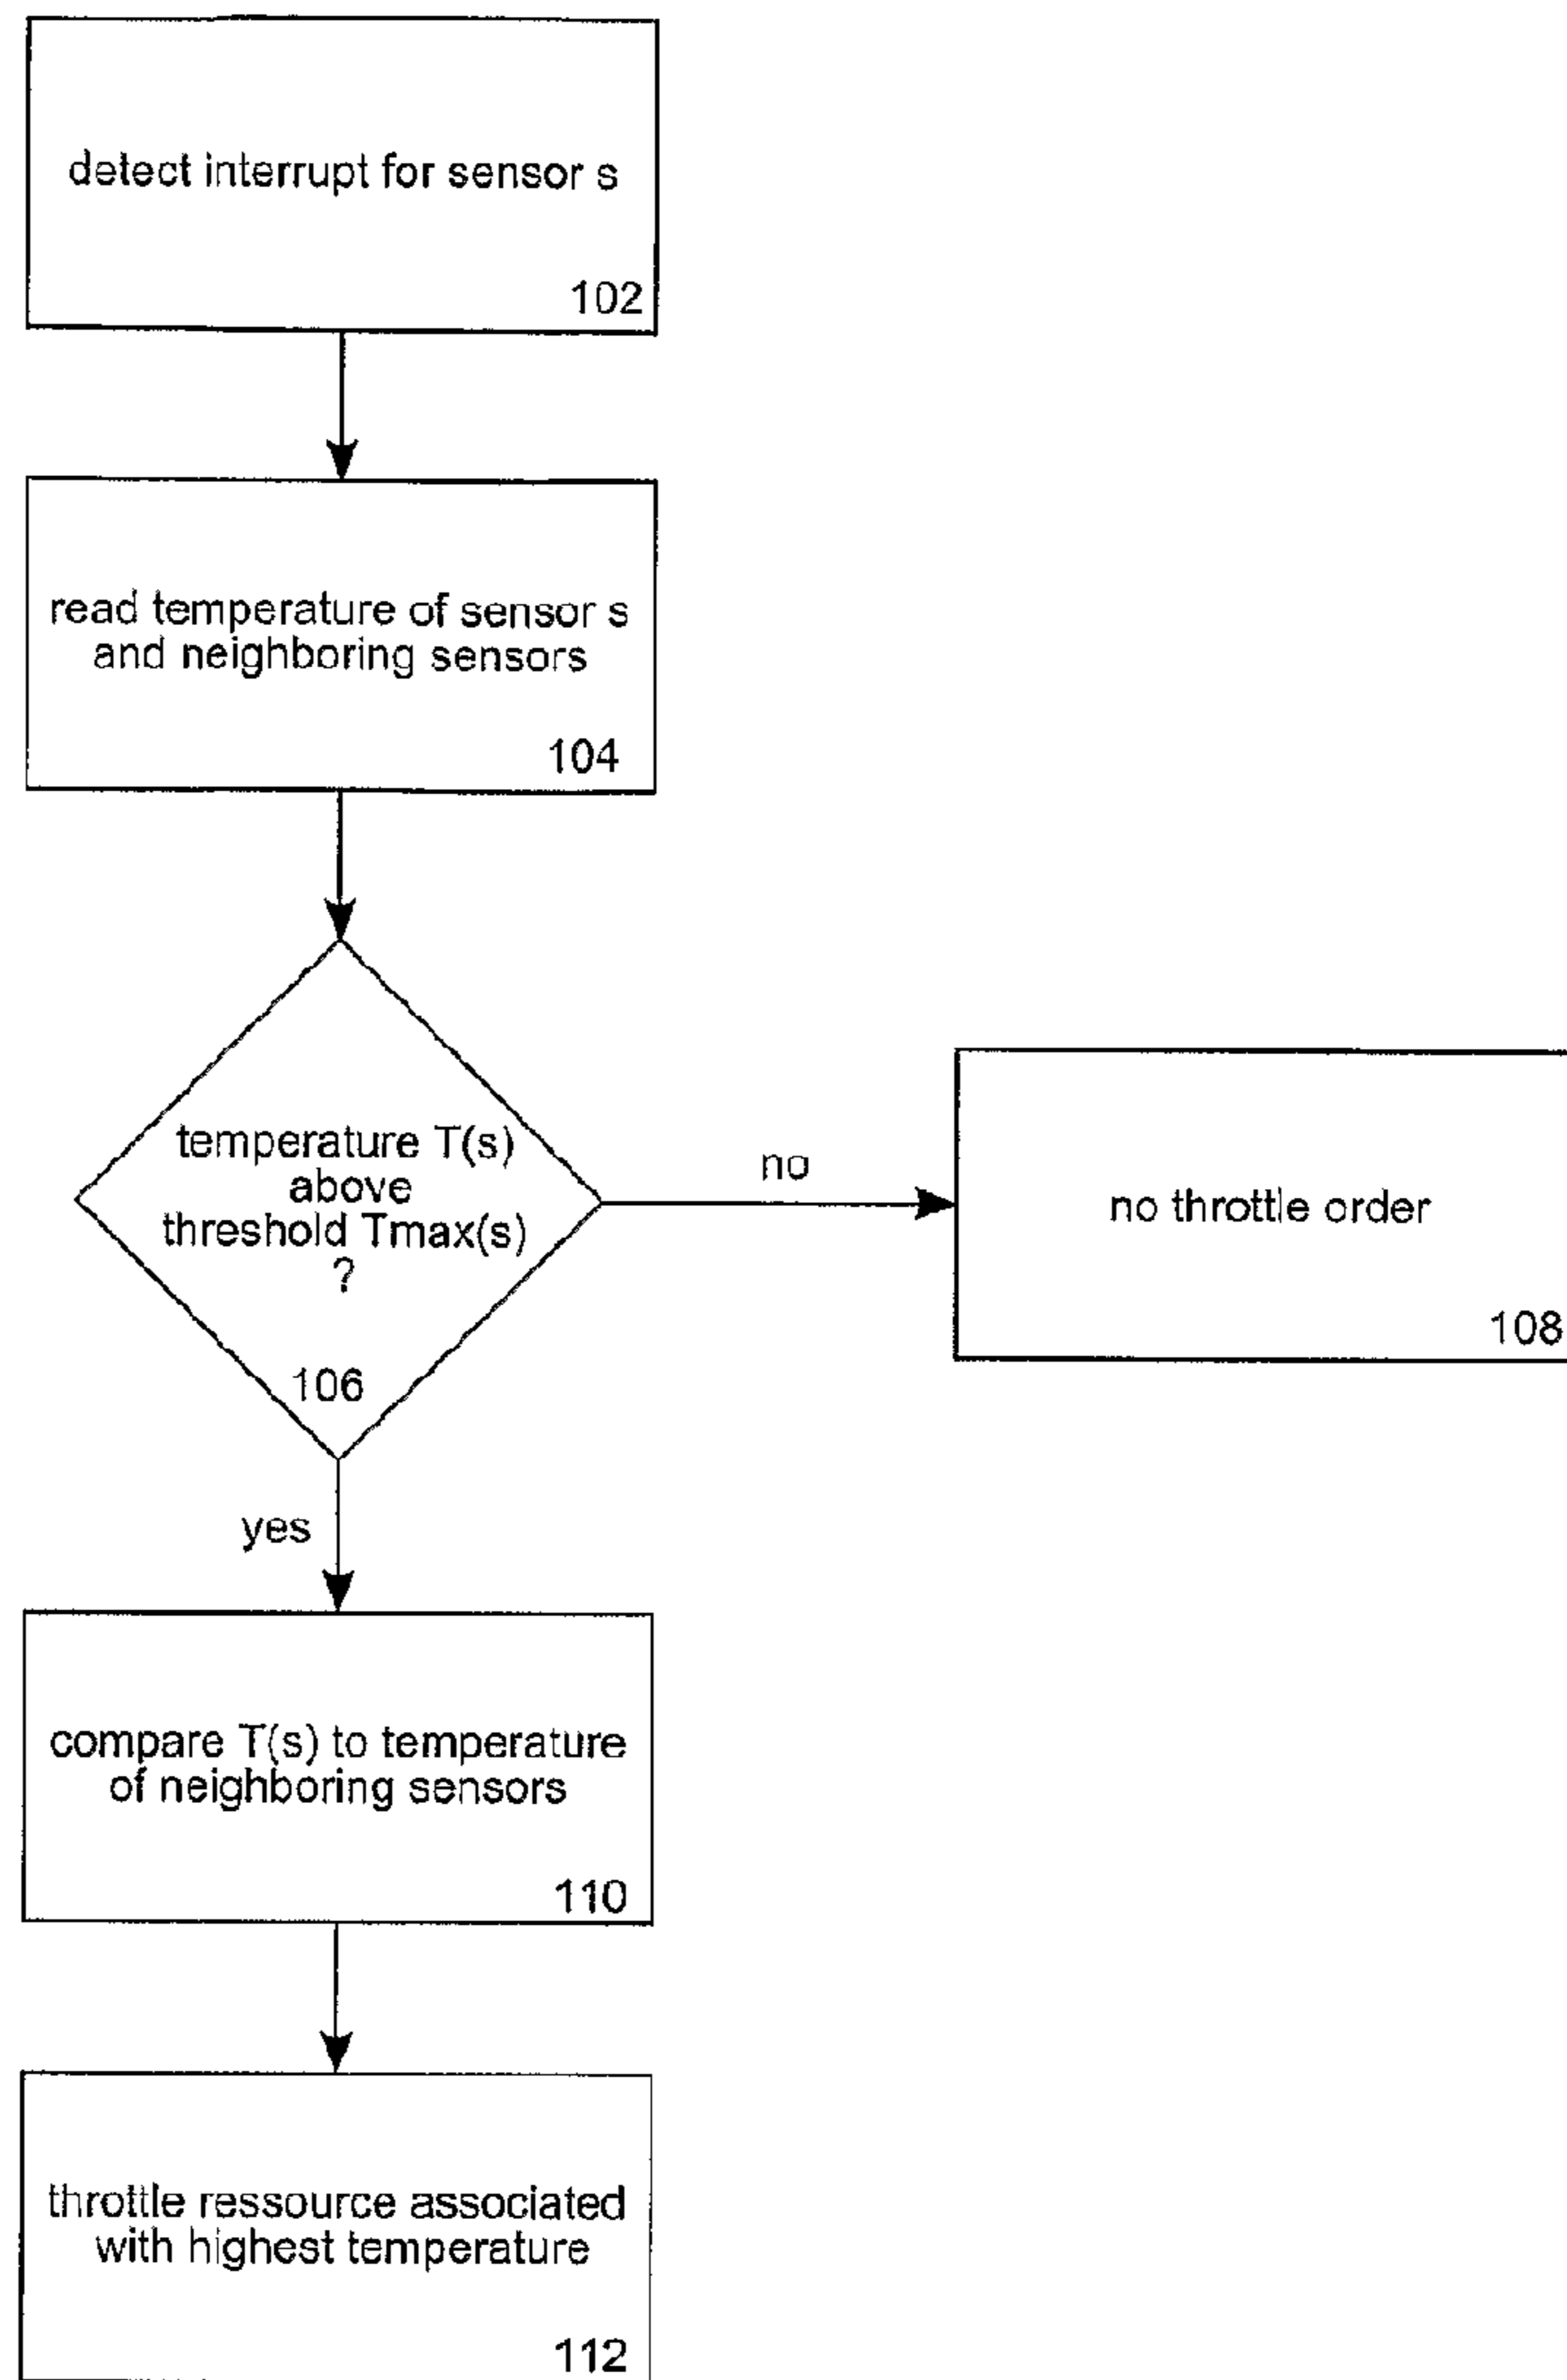 detect interrupt for sensor s
102
read temperature of sensor s
and neighboring sensors
104
temperature T(s)
above
threshold Tmax(s)
?
106
no
no throttle order
108
yes
compare T(s) to temperature
of neighboring sensors
110
throttle ressource associated
with highest temperature
112